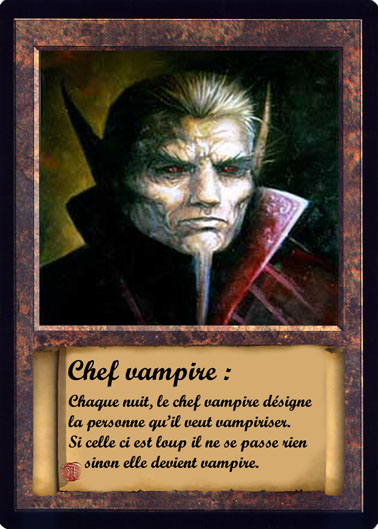 Chef vampire :
Chaque nuit, le chef vampire désigne
la personne qu'il veut vampiriser.
Si celle ci est loup il ne se passe rien
sinon elle devient vampire.